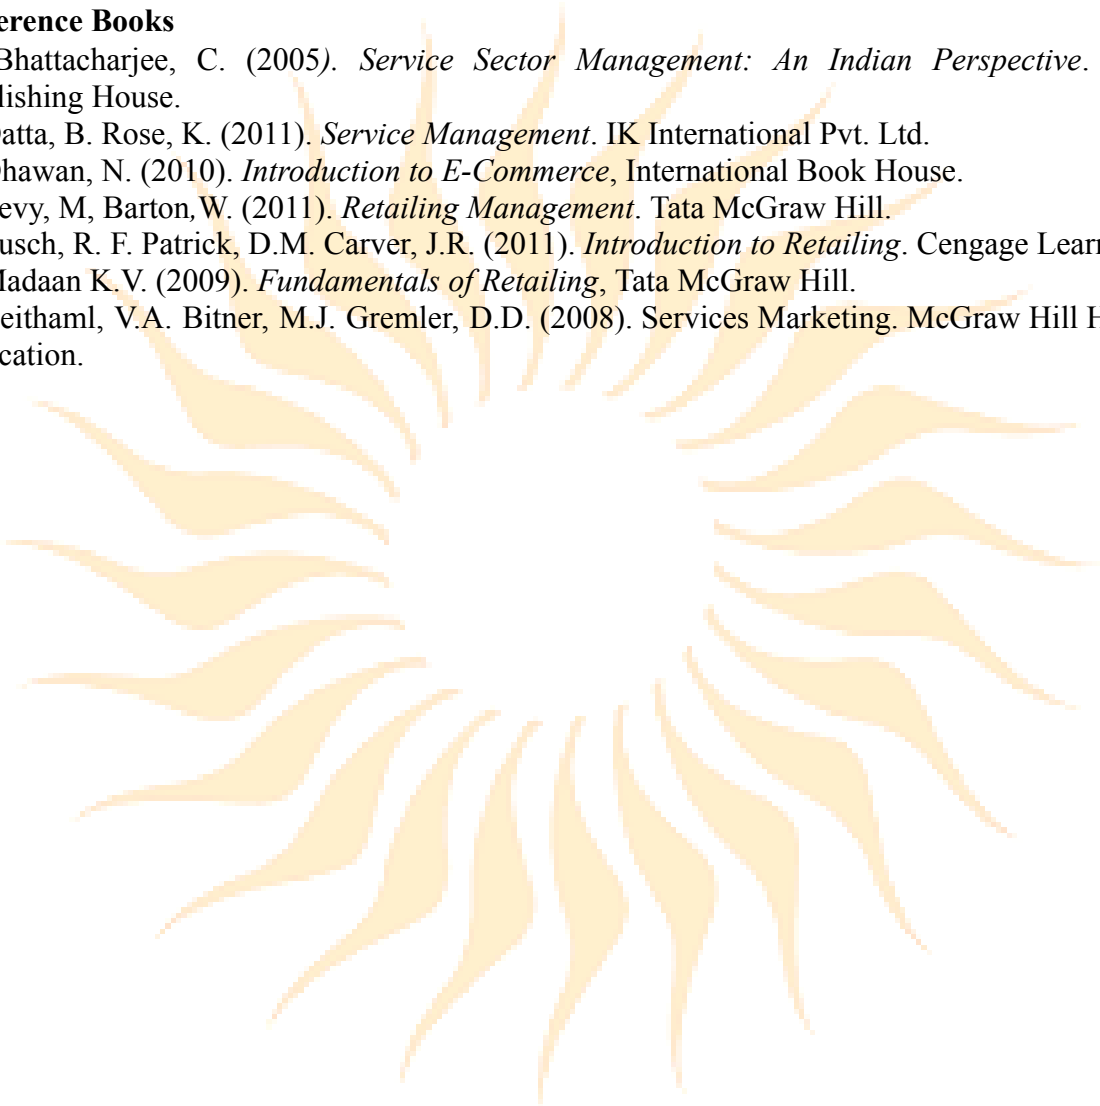 erence Books
Bhattacharjee, C. (2005). Service Sector Management: An Indian Perspective.
lishing House.
atta, B. Rose, K. (2011). Service Management. IK International Pvt. Ltd.
hawan, N. (2010). Introduction to E-Commerce, International Book House.
evy, M, Barton,W. (2011). Retailing Management. Tata McGraw Hill.
usch, R. F. Patrick, D.M. Carver, J.R. (2011). Introduction to Retailing. Cengage Lear
Madaan K.V. (2009). Fundamentals of Retailing, Tata McGraw Hill.
eithaml, V.A. Bitner, M.J. Gremler, D.D. (2008). Services Marketing. McGraw Hill H
cation.